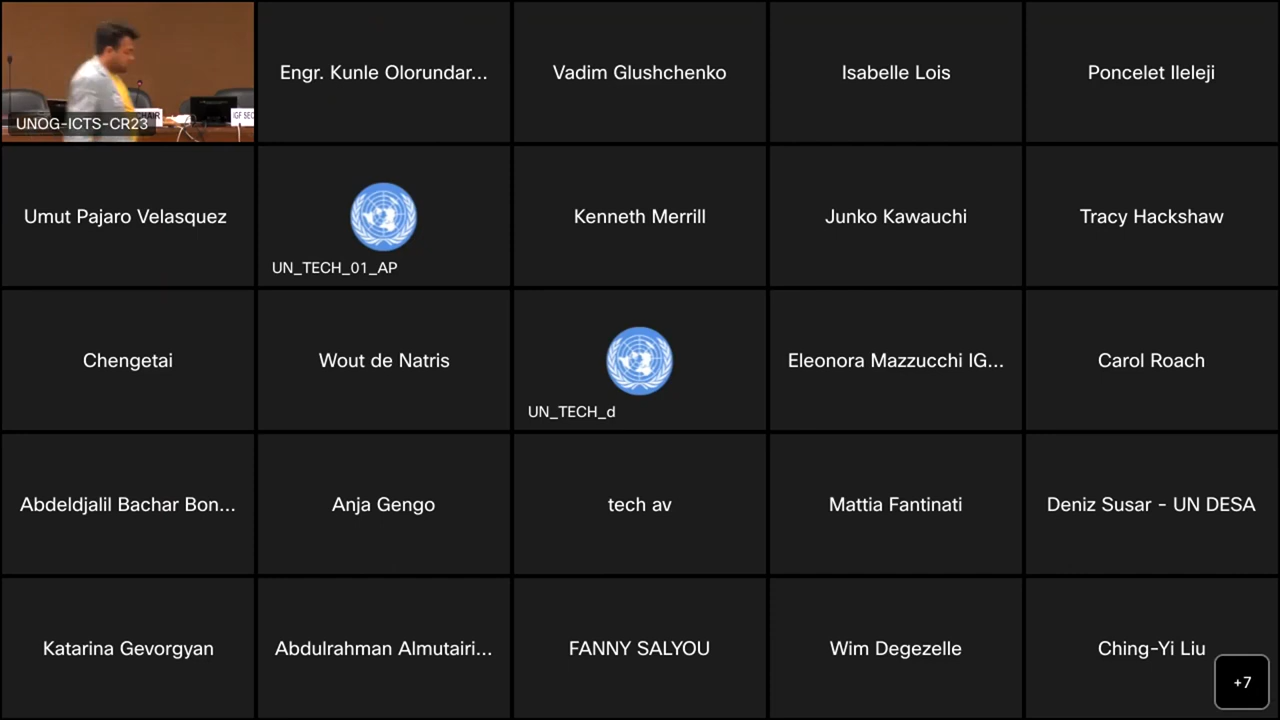 CHAIR
IGF SEC
UNOG-ICTS-CR23
Engr. Kunle Olorundar...
Vadim Glushchenko
Isabelle Lois
Poncelet Ileleji
Umut Pajaro Velasquez
UN_TECH_01_AP
Kenneth Merrill
Junko Kawauchi
Tracy Hackshaw
Chengetai
Wout de Natris
UN_TECH_d
Eleonora Mazzucchi IG...
Carol Roach
Abdeldjalil Bachar Bon...
Anja Gengo
tech av
Mattia Fantinati
Deniz Susar - UN DESA
Katarina Gevorgyan
Abdulrahman Almutairi...
FANNY SALYOU
Wim Degezelle
Ching-Yi Liu
+7